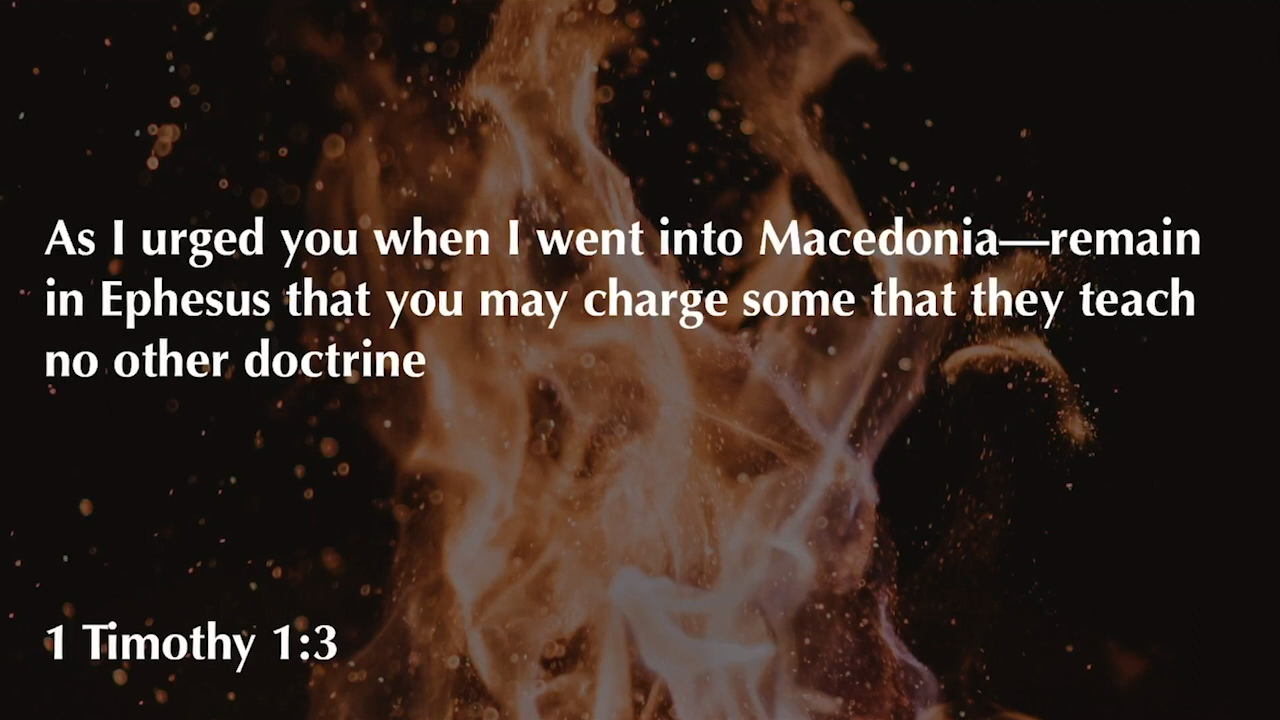 As I urged you when I went into Macedonia—remain
in Ephesus that you may charge some that they teach
no other doctrine
1 Timothy 1:3